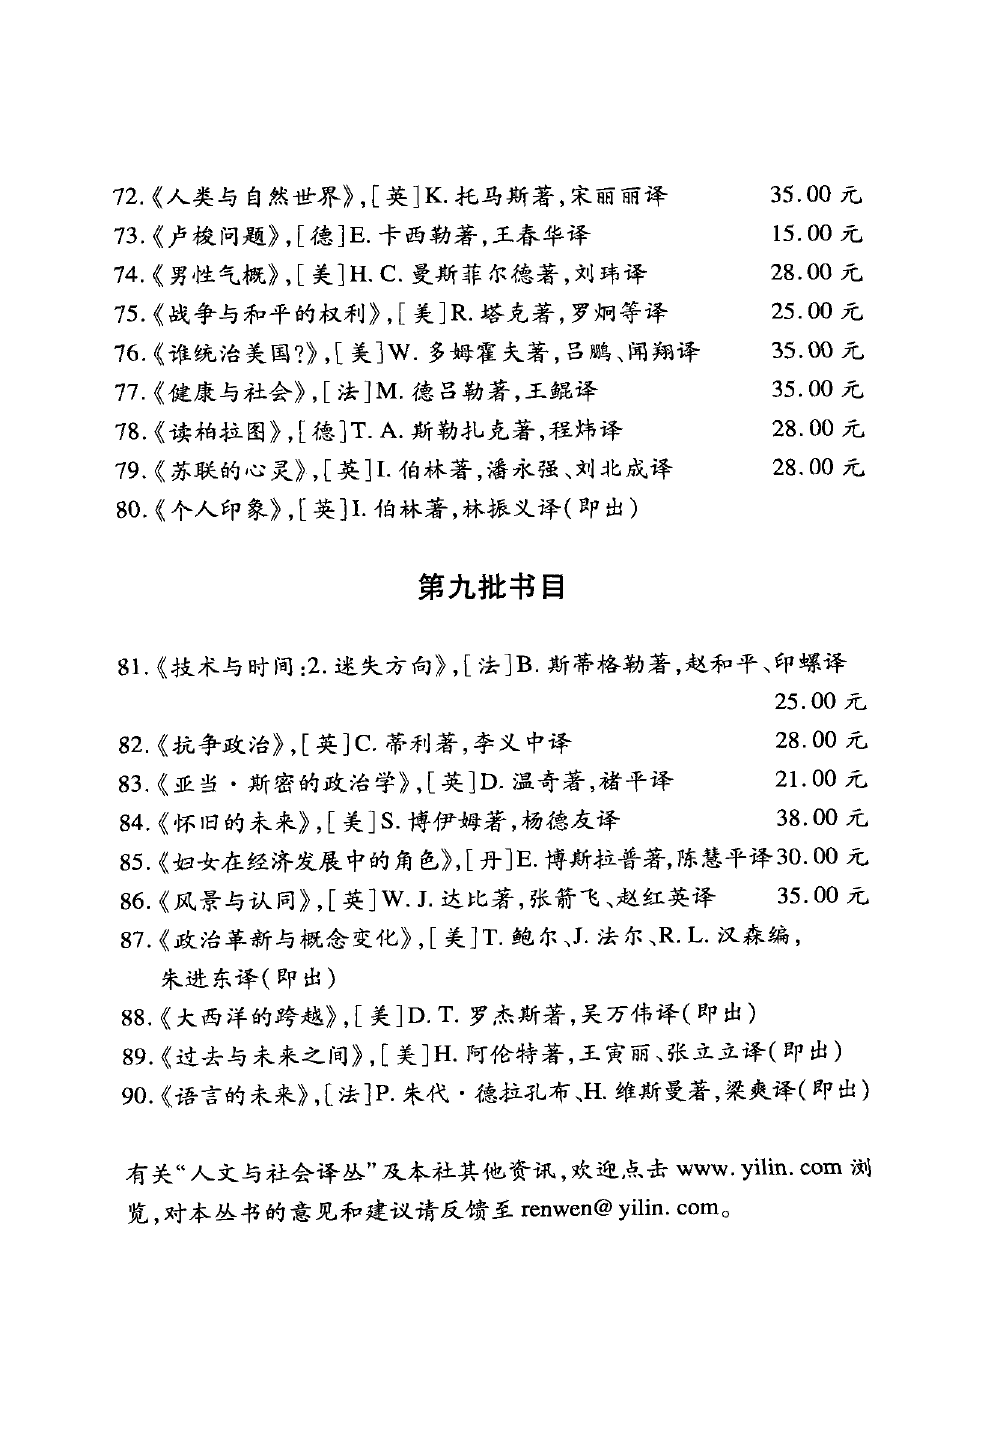 72.《人类与自然世界》,[英]K.托马斯著,宋丽丽译 35.00元
73.《卢梭问题》,[德]E.卡西勒著,王春华译 15.00元
74.《男性气概》,[美]H.C.曼斯菲尔德著,刘玮译 28.00元
75.《战争与和平的权利》,[美]R.塔克著,罗炯等译 25.00元
76.《谁统治美国?》,[美]W.多姆霍夫著,吕鹏、闻翔译 35.00元
77.《健康与社会》,[法]M.德吕勒著,王鲲译 35.00元
78.《读柏拉图》,[德]T.A.斯勒扎克著,程炜译 28.00元
79.《苏联的心灵》,[英]I.伯林著,潘永强、刘北成译 28.00元
80.《个人印象》,[英]I.伯林著,林振义译(即出)
第九批书目
81.《技术与时间:2.迷失方向》,[法]B.斯蒂格勒著,赵和平、印螺译
25.00元
82.《抗争政治》,[英]C.蒂利著,李义中译 28.00元
83.《亚当·斯密的政治学》,[英]D.温奇著,褚平译 21.00元
84.《怀旧的未来》,[美]S.博伊姆著,杨德友译 38.00元
85.《妇女在经济发展中的角色》,[丹]E.博斯拉普著,陈慧平译30.00元
86.《风景与认同》,[英]W.J.达比著,张箭飞、赵红英译 35.00元
87.《政治革新与概念变化》,[美]T.鲍尔、J.法尔、R.L.汉森编,
朱进东译(即出)
88.《大西洋的跨越》,[美]D.T.罗杰斯著,吴万伟译(即出)
89.《过去与未来之间》,[美]H.阿伦特著,王寅丽、张立立译(即出)
90.《语言的未来》,[法]P.朱代·德拉孔布、H.维斯曼著,梁爽译(即出)
有关“人文与社会译丛”及本社其他资讯,欢迎点击 www.yilin.com 浏
览,对本丛书的意见和建议请反馈至 renwen@yilin.com。